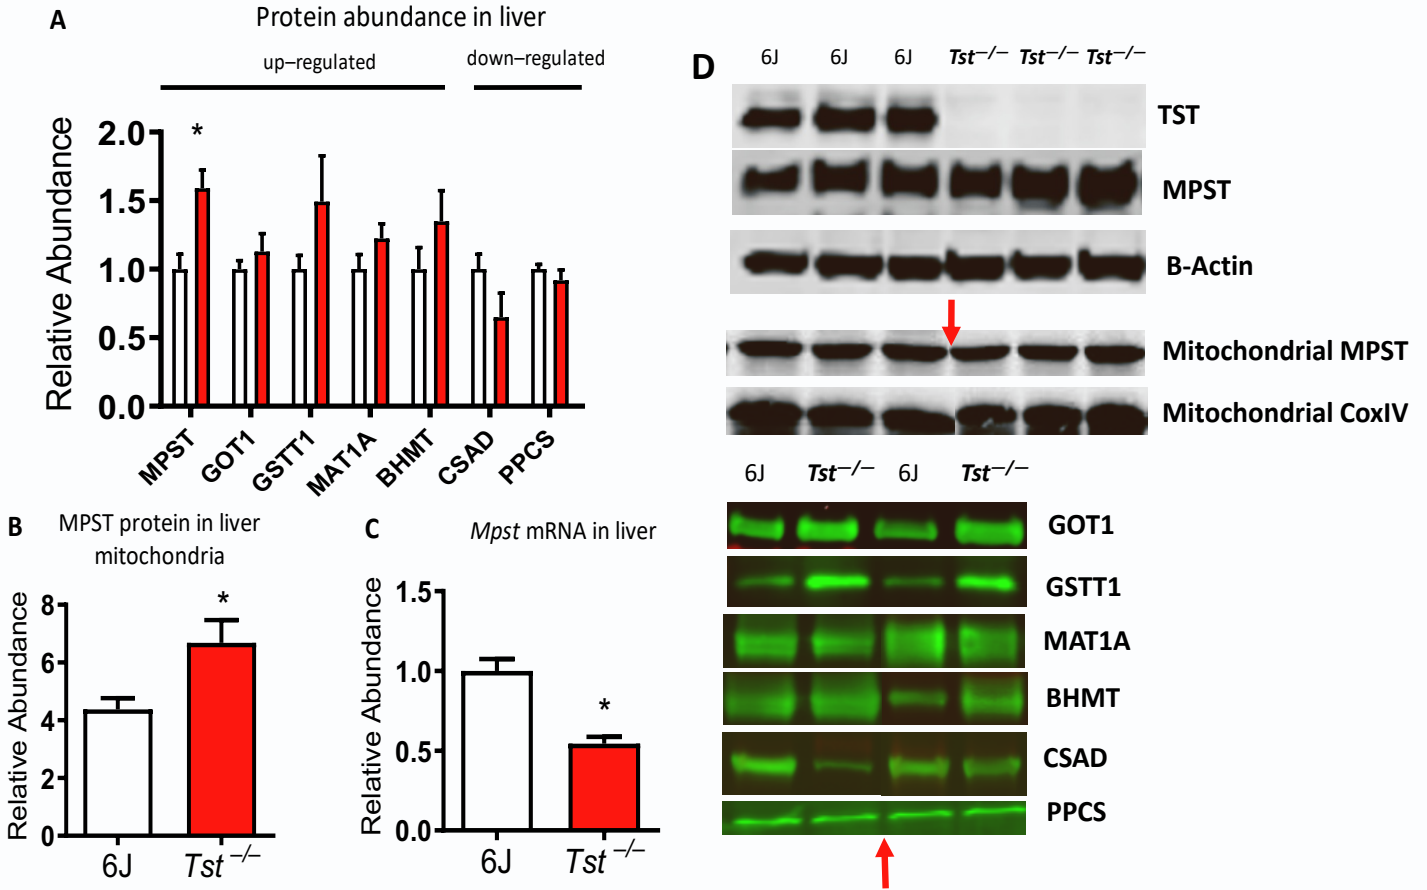 A
Protein abundance in liver
up–regulated
down–regulated
Relative Abundance
2.0
1.5
1.0
0.5
0.0
*
MPST
GOT1
GSTT1
MAT1A
BHMT
CSAD
PPCS
B
MPST protein in liver
mitochondria
Relative Abundance
8
6
4
2
0
*
6J
Tst –/–
C
Mpst mRNA in liver
Relative Abundance
1.5
1.0
0.5
0.0
*
6J
Tst –/–
D
6J 6J 6J Tst–/– Tst–/– Tst–/–
TST
MPST
B-Actin
Mitochondrial MPST
Mitochondrial CoxIV
6J Tst–/– 6J Tst–/–
GOT1
GSTT1
MAT1A
BHMT
CSAD
PPCS